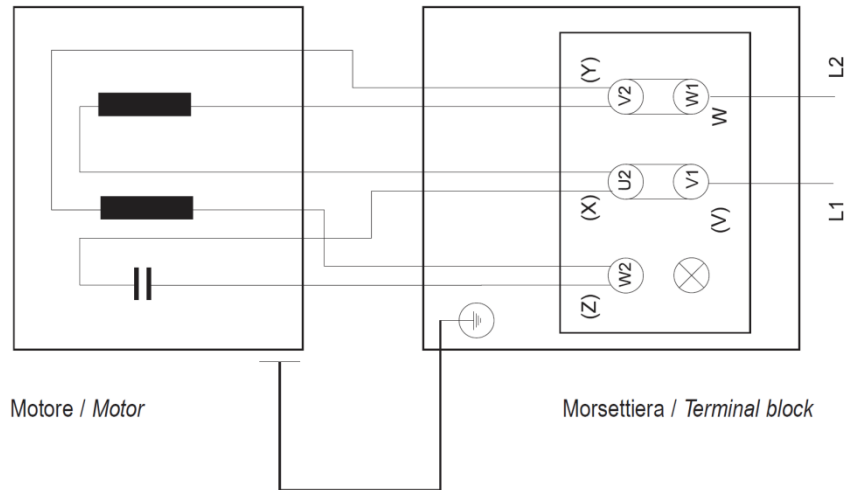 (Y)
V2
W1
W
L2
(X)
U2
V1
(V)
L1
(Z)
W2
Motore / Motor
Morsettiera / Terminal block